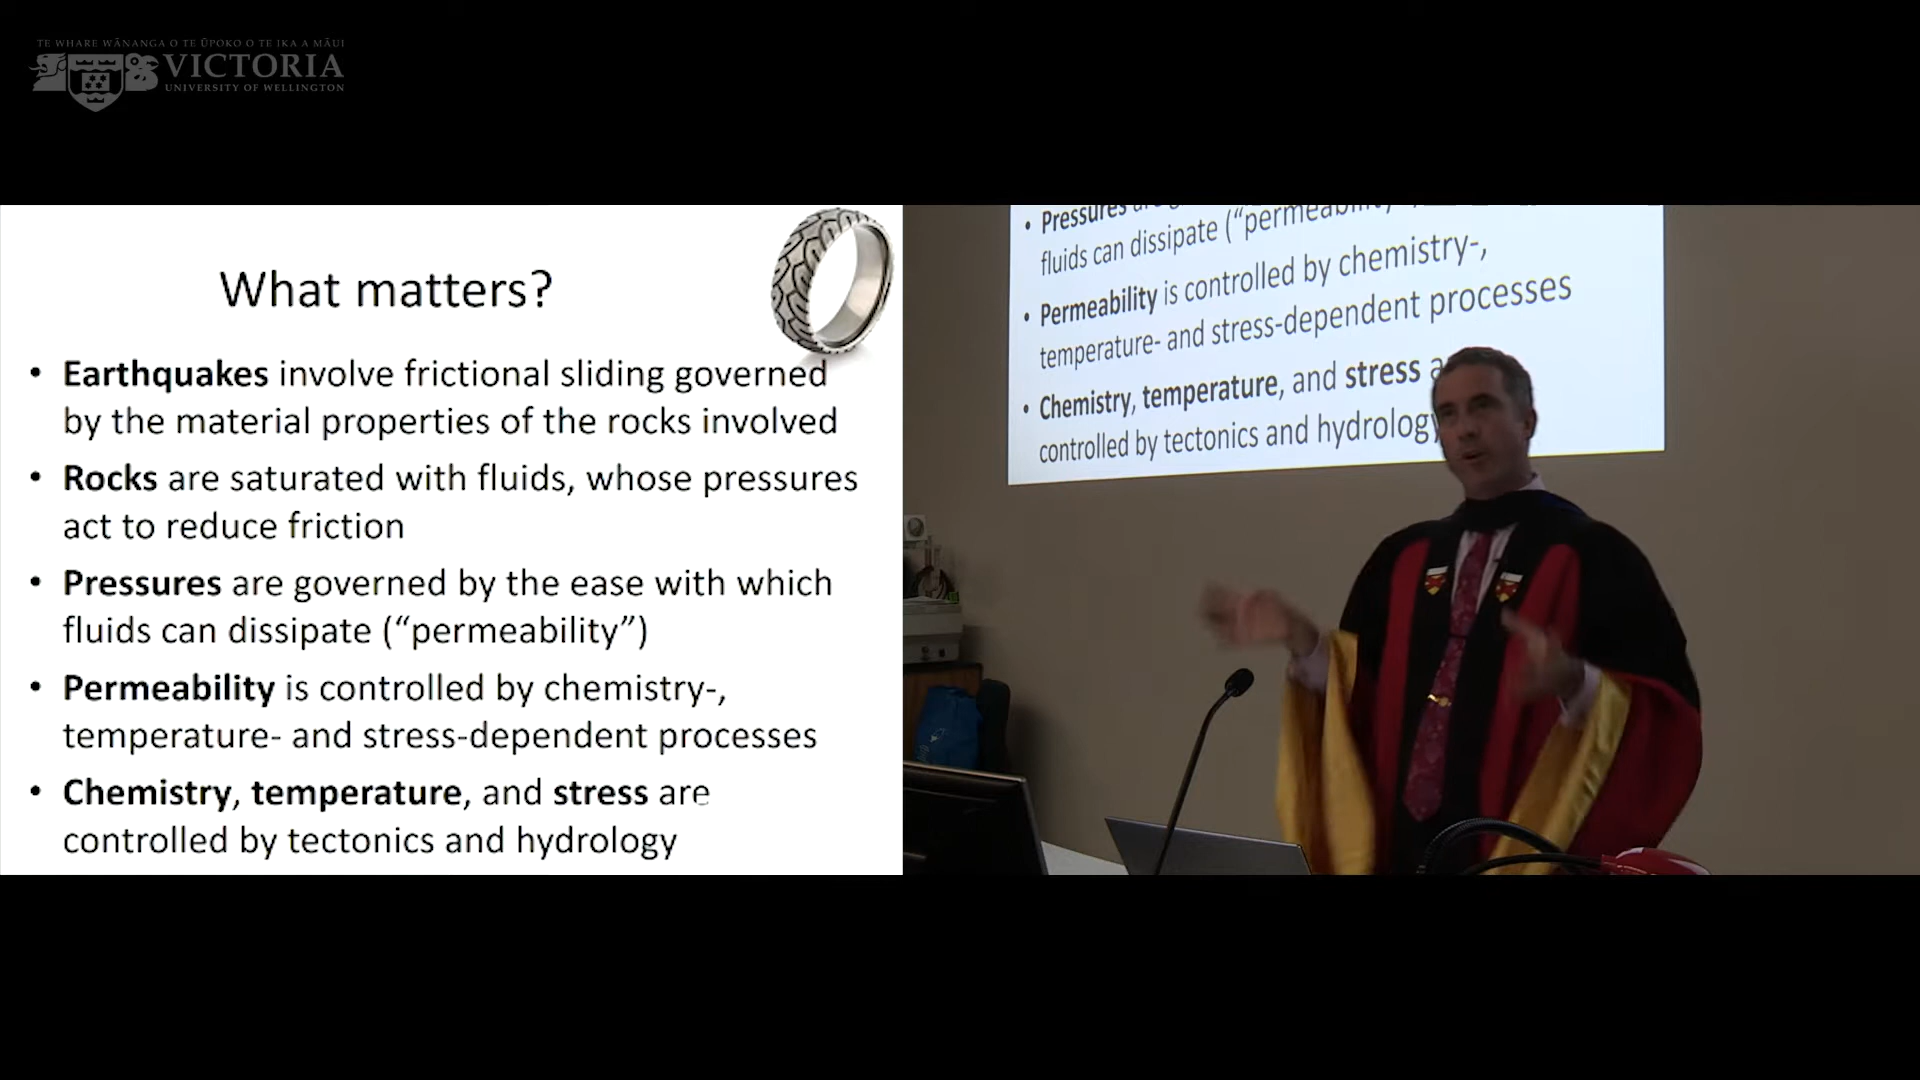 TE WHARE WĀNANGA O TE ŪPOKO O TE IKA A MĀUI
VICTORIA
UNIVERSITY OF WELLINGTON
What matters?
• Earthquakes involve frictional sliding governed
by the material properties of the rocks involved
• Rocks are saturated with fluids, whose pressures
act to reduce friction
• Pressures are governed by the ease with which
fluids can dissipate (“permeability”)
• Permeability is controlled by chemistry-,
temperature- and stress-dependent processes
• Chemistry, temperature, and stress are
controlled by tectonics and hydrology
• Pressures
fluids can dissipate (“permeability
• Permeability is controlled by chemistry-,
temperature- and stress-dependent processes
• Chemistry, temperature, and stress
controlled by tectonics and hydrology